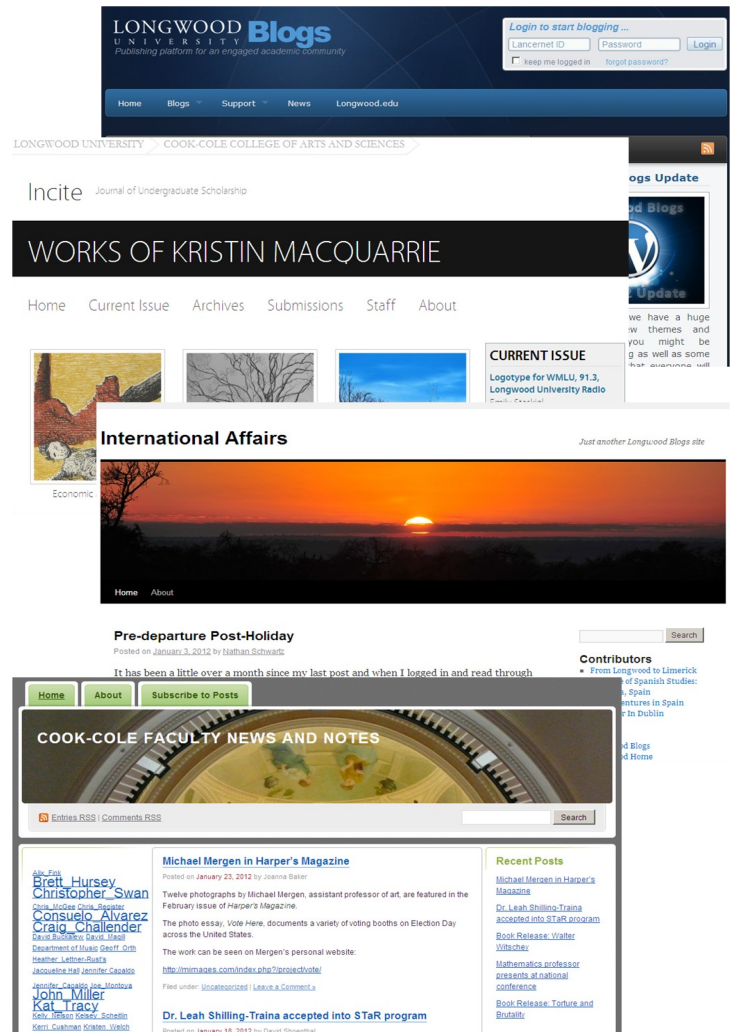 LONGWOOD Blogs
UNIVERSITY
Publishing platform for an engaged academic community
Login to start blogging ...
Lancernet ID Password Login
keep me logged in forgot password?
Home Blogs Support News Longwood.edu
LONGWOOD UNIVERSITY COOK-COLE COLLEGE OF ARTS AND SCIENCES
ogs Update
od Blogs
Update
we have a huge
ew themes and
you might be
g as well as some
that everyone will
Incite Journal of Undergraduate Scholarship
WORKS OF KRISTIN MACQUARRIE
Home Current Issue Archives Submissions Staff About
CURRENT ISSUE
Logotype for WMLU, 91.3,
Longwood University Radio
Economic
International Affairs
Just another Longwood Blogs site
Home About
Pre-departure Post-Holiday
Posted on January 3, 2012 by Nathan Schwartz
It has been a little over a month since my last post and when I logged in and read through
Search
Contributors
From Longwood to Limerick
e of Spanish Studies:
a, Spain
entures in Spain
r In Dublin
od Blogs
od Home
Home About Subscribe to Posts
COOK-COLE FACULTY NEWS AND NOTES
Entries RSS | Comments RSS
Search
Alix_Fink
Brett_Hursey
Christopher_Swan
Chris_McGee Chris_Register
Consuelo_Alvarez
Craig_Challender
David Buckalew David_Magill
Department of Music Geoff_Orth
Heather_Lettner-Rust's
Jacqueline Hall Jennifer Capaldo
Jennifer_Capaldo Joe_Montoya
John_Miller
Kat_Tracy
Kelly_Nelson Kelsey_Scheitlin
Kerri_Cushman Kristen_Welch
Michael Mergen in Harper's Magazine
Posted on January 23, 2012 by Joanna Baker
Twelve photographs by Michael Mergen, assistant professor of art, are featured in the
February issue of Harper's Magazine.
The photo essay, Vote Here, documents a variety of voting booths on Election Day
across the United States.
The work can be seen on Mergen's personal website:
http://mimages.com/index.php?/project/vote/
Filed under: Uncategorized | Leave a Comment »
Dr. Leah Shilling-Traina accepted into STaR program
Posted on January 18, 2012 by David Shoenthal
Recent Posts
Michael Mergen in Harper's
Magazine
Dr. Leah Shilling-Traina
accepted into STaR program
Book Release: Walter
Witschey
Mathematics professor
presents at national
conference
Book Release: Torture and
Brutality